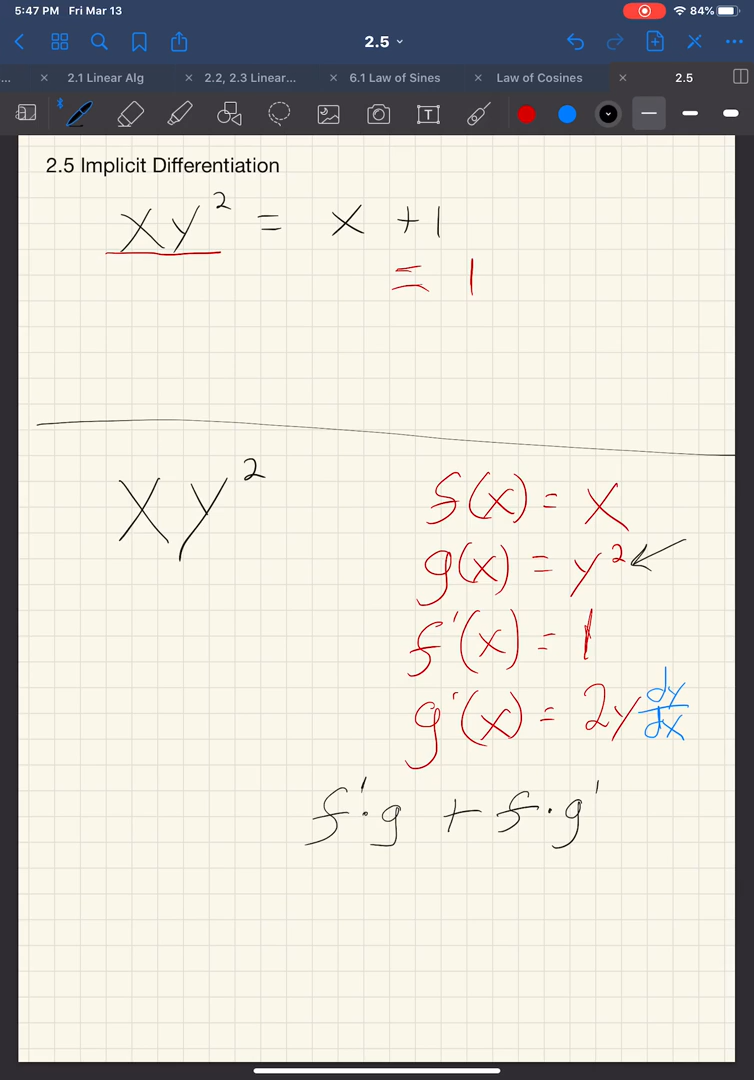 5:47 PM Fri Mar 13
84%
2.5
...
2.1 Linear Alg
2.2, 2.3 Linear...
6.1 Law of Sines
Law of Cosines
2.5
T
2.5 Implicit Differentiation
xy² = x + 1
= 1
xy²
f(x) = x
g(x) = y²
f'(x) = 1
g'(x) = 2y dy/dx
f'·g + f·g'